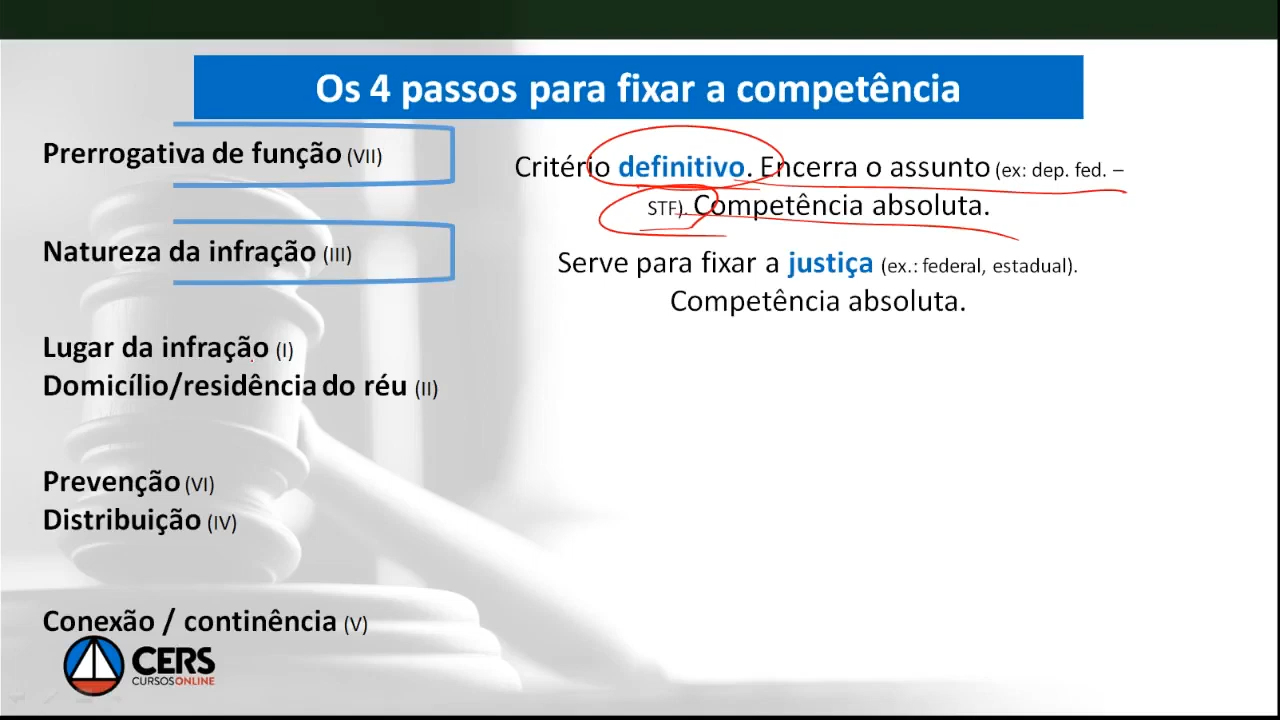 Os 4 passos para fixar a competência
Prerrogativa de função (VII)
Critério definitivo. Encerra o assunto (ex: dep. fed. –
STF). Competência absoluta.
Natureza da infração (III)
Serve para fixar a justiça (ex.: federal, estadual).
Competência absoluta.
Lugar da infração (I)
Domicílio/residência do réu (II)
Prevenção (VI)
Distribuição (IV)
Conexão / continência (V)
CERS
CURSOSONLINE